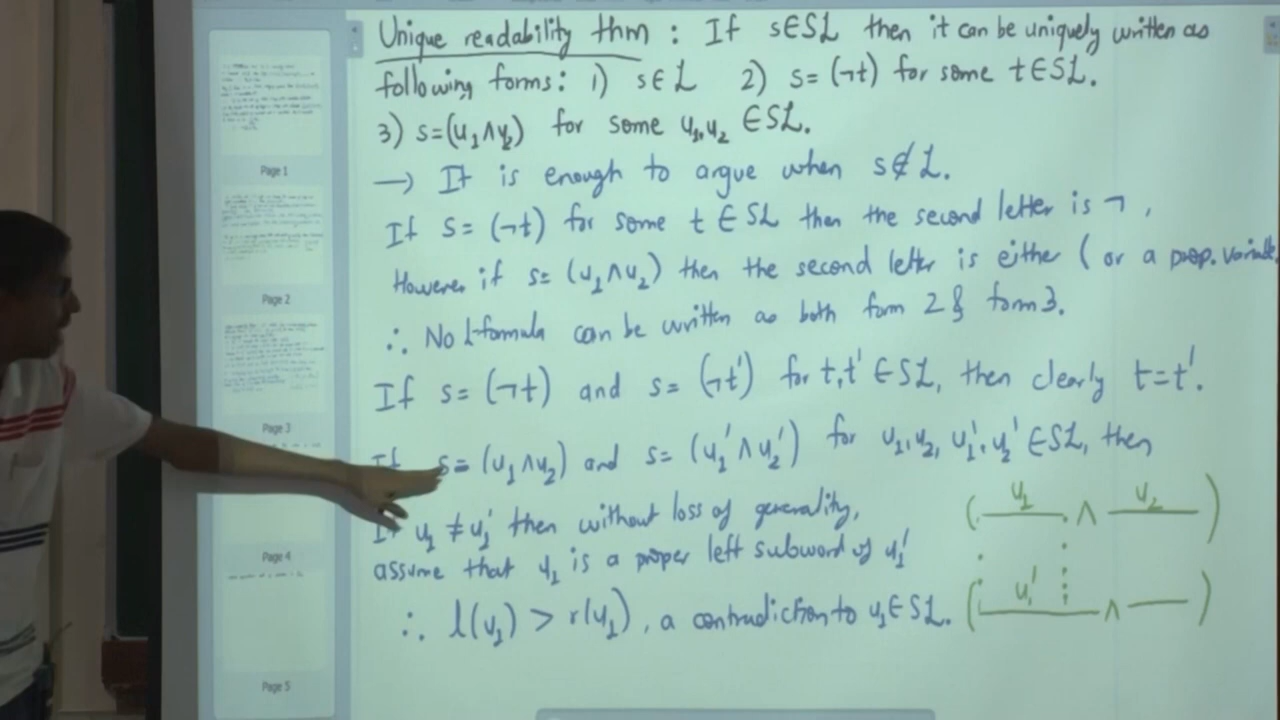 Unique readability thm : If s∈SL then it can be uniquely written as
following forms: 1) s∈L 2) s=(¬t) for some t∈SL.
3) s=(u₁∧u₂) for some u₁,u₂ ∈SL.
→ It is enough to argue when s∉L.
If s=(¬t) for some t∈SL then the second letter is ¬,
However if s=(u₁∧u₂) then the second letter is either ( or a prop. variable.
∴ No L-formula can be written as both form 2 & form 3.
If s=(¬t) and s=(¬t') for t,t'∈SL, then clearly t=t'.
If s=(u₁∧u₂) and s=(u₁'∧u₂') for u₁,u₂,u₁',u₂'∈SL, then
If u₁≠u₁' then without loss of generality,
assume that u₁ is a proper left subword of u₁'
∴ l(u₁) > r(u₁), a contradiction to u₁∈SL.
( u₁ ∧ u₂ )
( u₁' ∧ )
Page 1
Page 2
Page 3
Page 4
Page 5